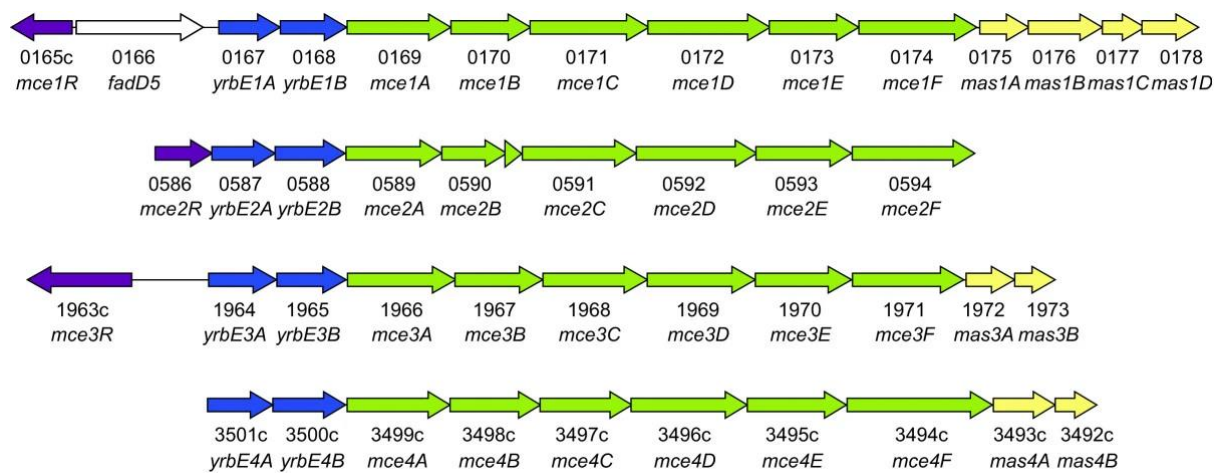 0165c 0166 0167 0168 0169 0170 0171 0172 0173 0174 0175 0176 0177 0178
mce1R fadD5 yrbE1A yrbE1B mce1A mce1B mce1C mce1D mce1E mce1F mas1A mas1B mas1C mas1D
0586 0587 0588 0589 0590 0591 0592 0593 0594
mce2R yrbE2A yrbE2B mce2A mce2B mce2C mce2D mce2E mce2F
1963c 1964 1965 1966 1967 1968 1969 1970 1971 1972 1973
mce3R yrbE3A yrbE3B mce3A mce3B mce3C mce3D mce3E mce3F mas3A mas3B
3501c 3500c 3499c 3498c 3497c 3496c 3495c 3494c 3493c 3492c
yrbE4A yrbE4B mce4A mce4B mce4C mce4D mce4E mce4F mas4A mas4B